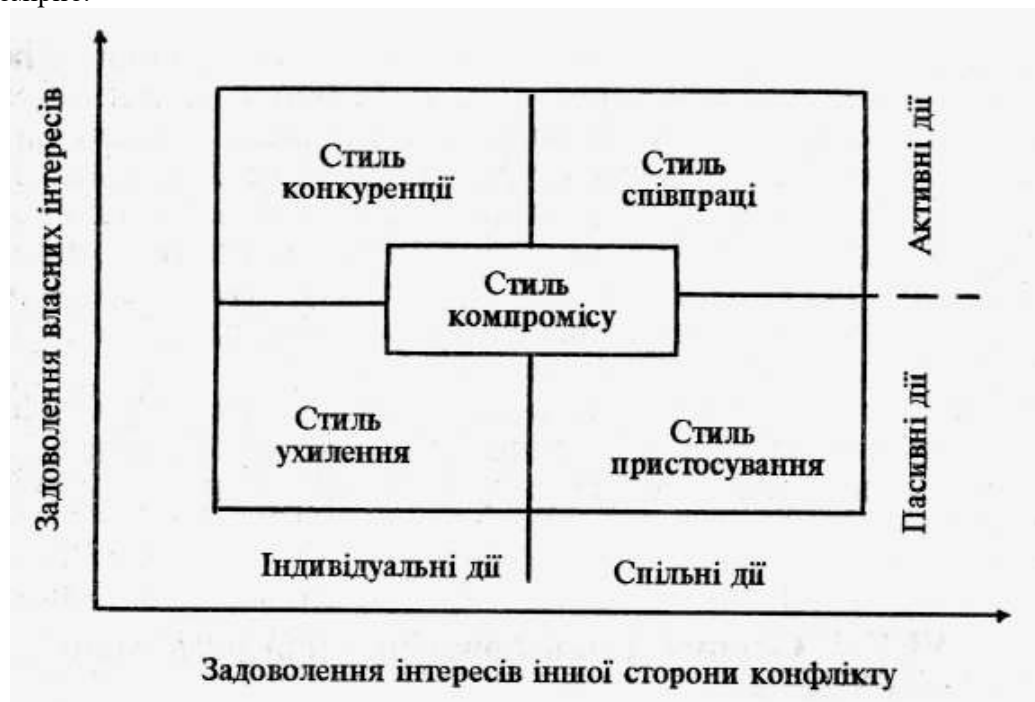 Задоволення власних інтересів
Стиль
конкуренції
Стиль
співпраці
Активні дії
Стиль
компромісу
Стиль
ухилення
Стиль
пристосування
Пасивні дії
Індивідуальні дії
Спільні дії
Задоволення інтересів іншої сторони конфлікту